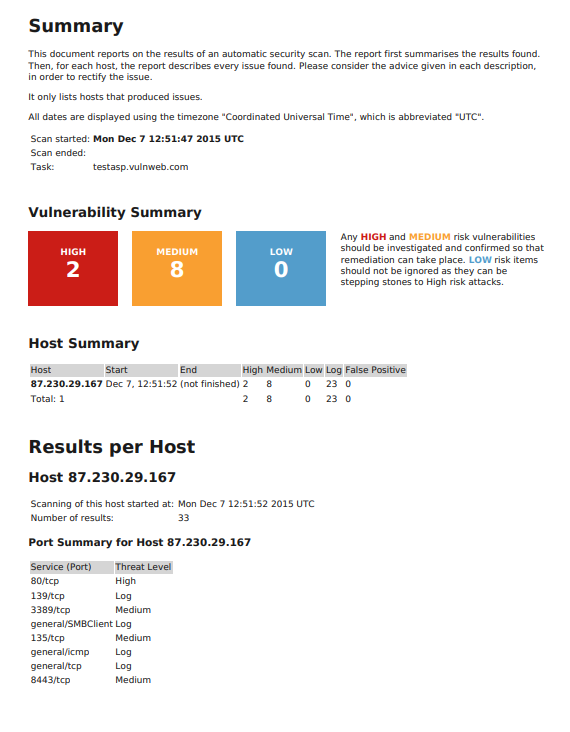 Summary
This document reports on the results of an automatic security scan. The report first summarises the results found.
Then, for each host, the report describes every issue found. Please consider the advice given in each description,
in order to rectify the issue.
It only lists hosts that produced issues.
All dates are displayed using the timezone "Coordinated Universal Time", which is abbreviated "UTC".
Scan started: Mon Dec 7 12:51:47 2015 UTC
Scan ended:
Task: testasp.vulnweb.com
Vulnerability Summary
HIGH
2
MEDIUM
8
LOW
0
Any HIGH and MEDIUM risk vulnerabilities
should be investigated and confirmed so that
remediation can take place. LOW risk items
should not be ignored as they can be
stepping stones to High risk attacks.
Host Summary
Host Start End High Medium Low Log False Positive
87.230.29.167 Dec 7, 12:51:52 (not finished) 2 8 0 23 0
Total: 1 2 8 0 23 0
Results per Host
Host 87.230.29.167
Scanning of this host started at: Mon Dec 7 12:51:52 2015 UTC
Number of results: 33
Port Summary for Host 87.230.29.167
Service (Port) Threat Level
80/tcp High
139/tcp Log
3389/tcp Medium
general/SMBClient Log
135/tcp Medium
general/icmp Log
general/tcp Log
8443/tcp Medium